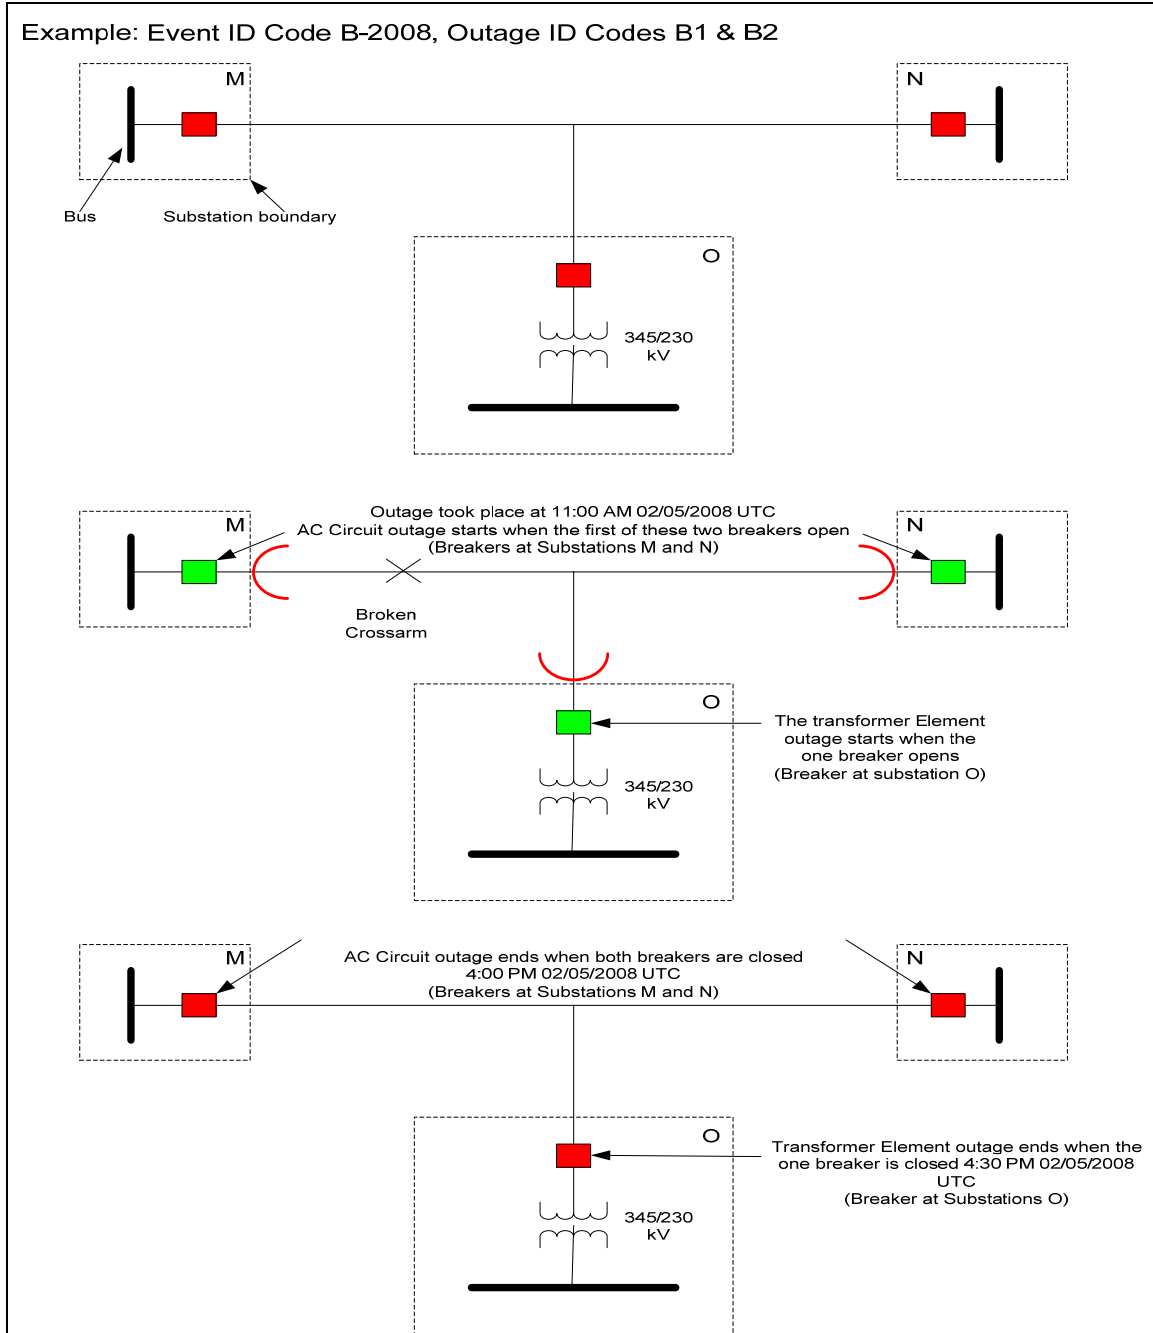 Example: Event ID Code B-2008, Outage ID Codes B1 & B2
M
N
Bus
Substation boundary
O
345/230
kV
Outage took place at 11:00 AM 02/05/2008 UTC
AC Circuit outage starts when the first of these two breakers open
(Breakers at Substations M and N)
M
N
Broken
Crossarm
O
The transformer Element
outage starts when the
one breaker opens
(Breaker at substation O)
345/230
kV
M
N
AC Circuit outage ends when both breakers are closed
4:00 PM 02/05/2008 UTC
(Breakers at Substations M and N)
O
Transformer Element outage ends when the
one breaker is closed 4:30 PM 02/05/2008
UTC
(Breaker at Substations O)
345/230
kV